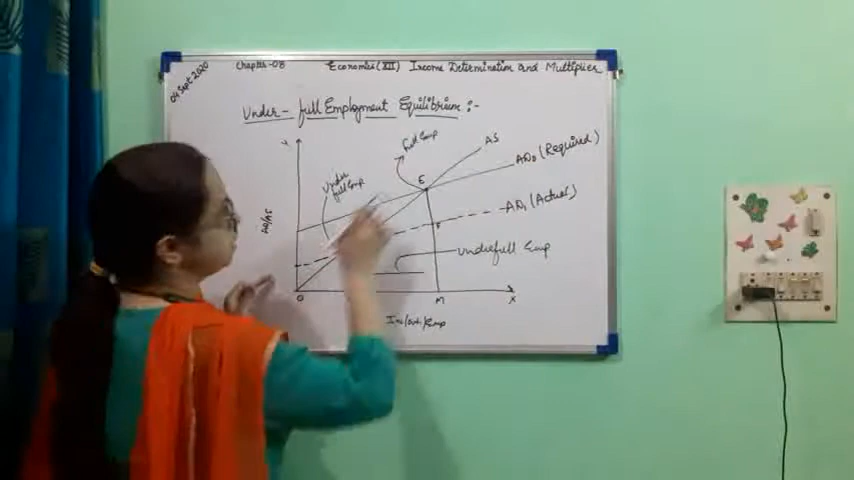 04 Sept 2020
Chapter-08
Economics (XII) Income Determination and Multiplier
Under-full Employment Equilibrium :-
Y
full Emp
AS
AD₀ (Required)
E
Under
full Emp
AD/AS
AD₁ (Actual)
F
Underfull Emp
O
M
X
Inc/out/Emp